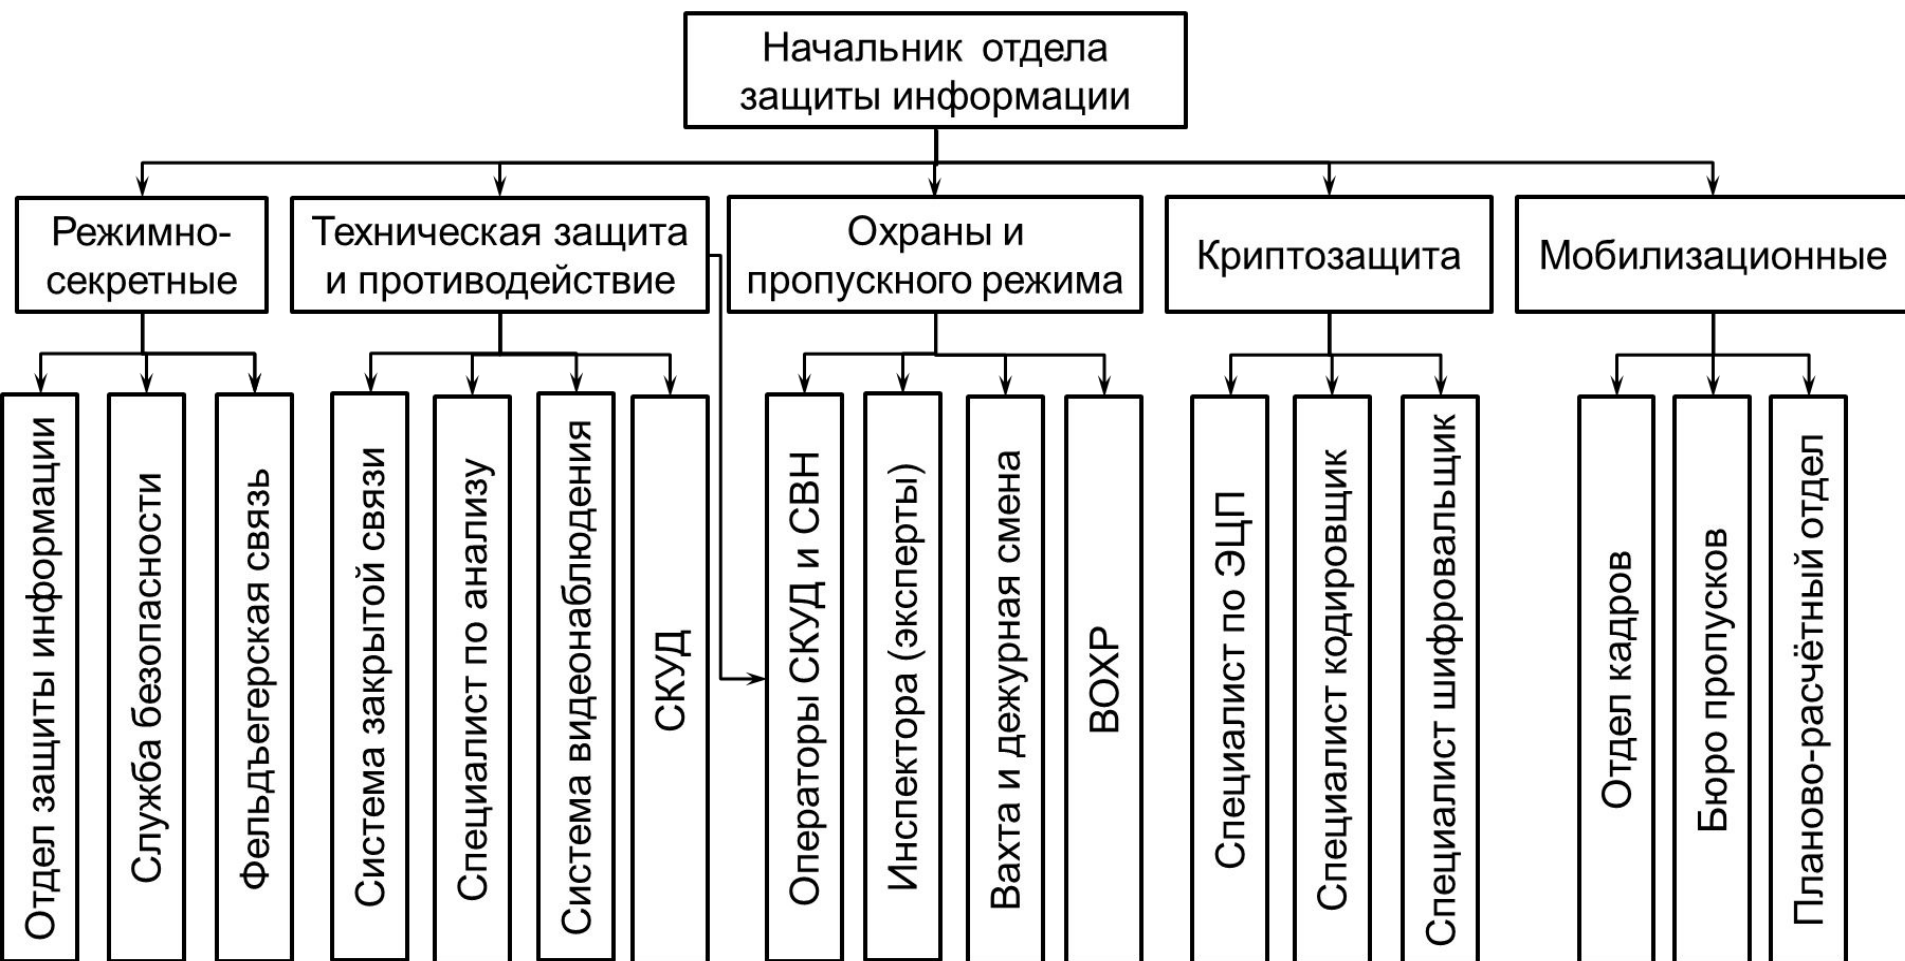 Начальник отдела
защиты информации
Режимно-
секретные
Техническая защита
и противодействие
Охраны и
пропускного режима
Криптозащита
Мобилизационные
Отдел защиты информации
Служба безопасности
Фельдъегерская связь
Система закрытой связи
Специалист по анализу
Система видеонаблюдения
СКУД
Операторы СКУД и СВН
Инспектора (эксперты)
Вахта и дежурная смена
ВОХР
Специалист по ЭЦП
Специалист кодировщик
Специалист шифровальщик
Отдел кадров
Бюро пропусков
Планово-расчётный отдел